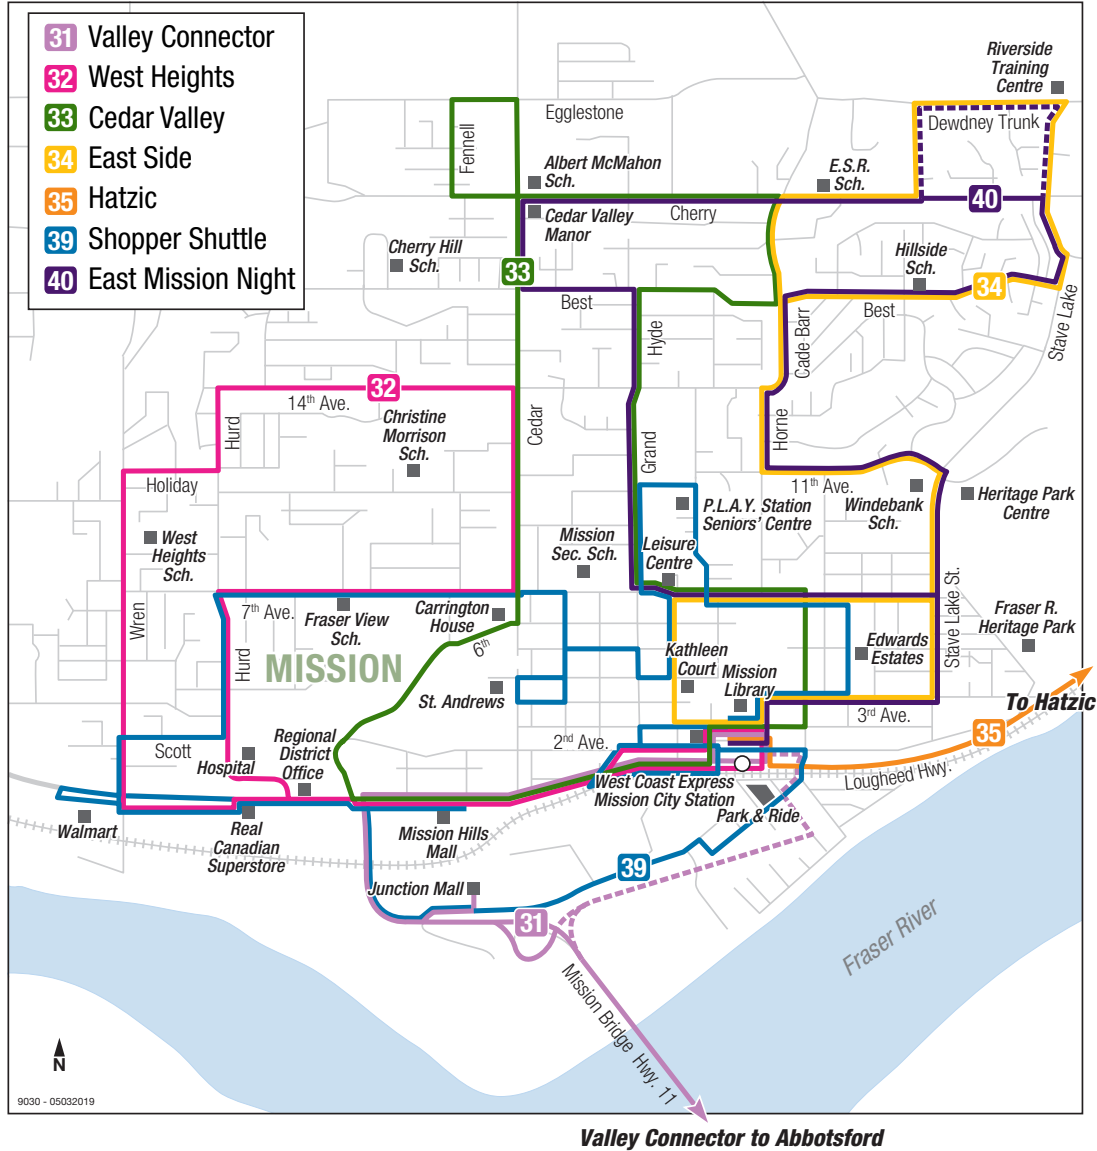 31 Valley Connector
32 West Heights
33 Cedar Valley
34 East Side
35 Hatzic
39 Shopper Shuttle
40 East Mission Night
Riverside
Training
Centre
Egglestone
Dewdney Trunk
Fennell
Albert McMahon
Sch.
E.S.R.
Sch.
40
Cedar Valley
Manor
Cherry
Cherry Hill
Sch.
33
Hillside
Sch.
34
Best
Best
Stave Lake
Hyde
Cade-Barr
32
14th Ave.
Hurd
Christine
Morrison
Sch.
Cedar
Horne
Grand
Holiday
11th Ave.
Windebank
Sch.
Heritage Park
Centre
P.L.A.Y. Station
Seniors' Centre
West
Heights
Sch.
Mission
Sec. Sch.
Leisure
Centre
Wren
7th Ave.
Fraser View
Sch.
Carrington
House
6th
Stave Lake St.
Fraser R.
Heritage Park
MISSION
Hurd
Kathleen
Court
Mission
Library
Edwards
Estates
St. Andrews
3rd Ave.
To Hatzic
35
Scott
Regional
District
Office
Hospital
2nd Ave.
West Coast Express
Mission City Station
Park & Ride
Lougheed Hwy.
Walmart
Real
Canadian
Superstore
Mission Hills
Mall
39
Junction Mall
31
Fraser River
Mission Bridge Hwy. 11
N
9030 - 05032019
Valley Connector to Abbotsford